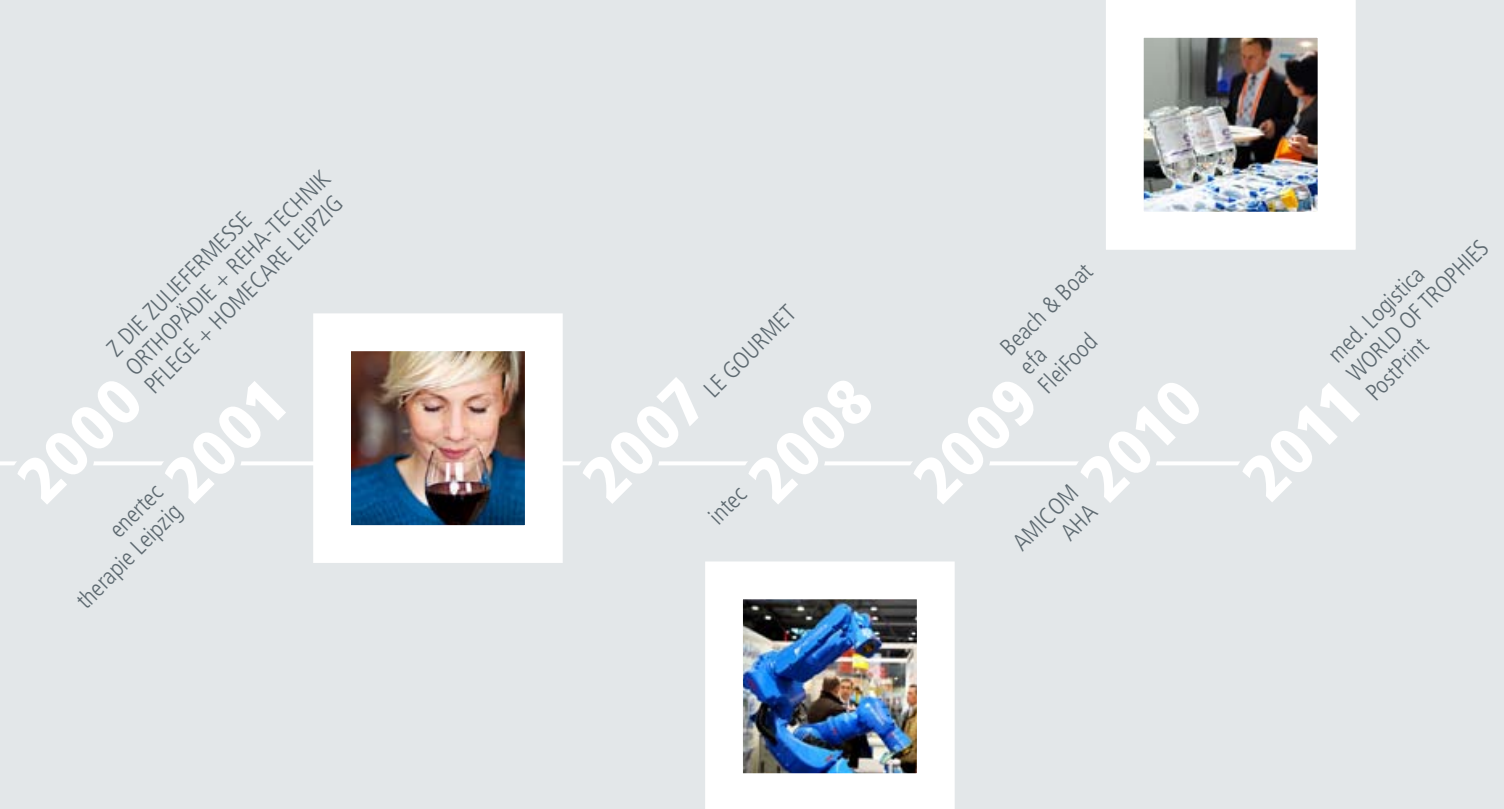 2000
Z DIE ZULIEFERMESSE
ORTHOPÄDIE + REHA-TECHNIK
PFLEGE + HOMECARE LEIPZIG
2001
enertec
therapie Leipzig
2007
LE GOURMET
2008
intec
2009
Beach & Boat
efa
FleiFood
2010
AMICOM
AHA
2011
med. Logistica
WORLD OF TROPHIES
PostPrint